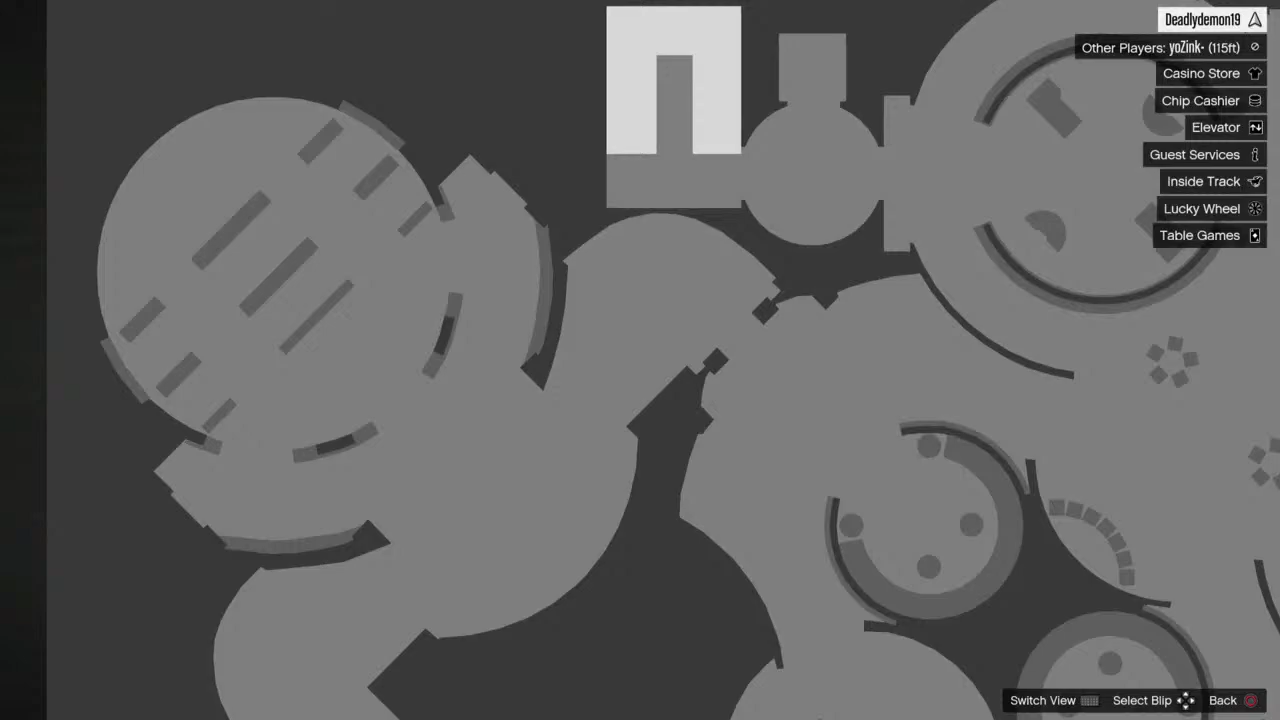 Deadlydemon19
Other Players: yoZink- (115ft)
Casino Store
Chip Cashier
Elevator
Guest Services
Inside Track
Lucky Wheel
Table Games
Switch View Select Blip Back